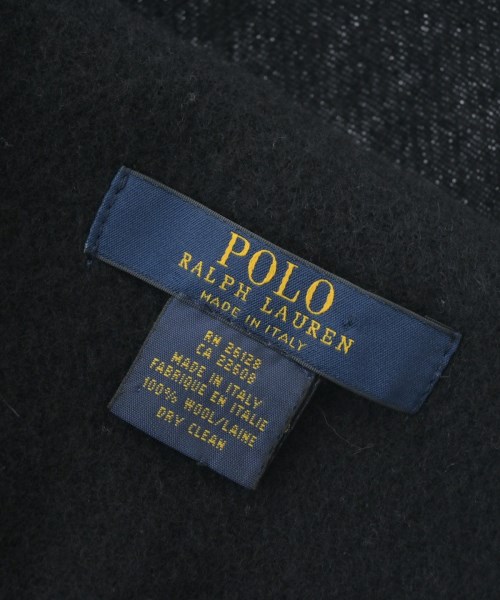 POLO
RALPH LAUREN
MADE IN ITALY
RN 26128
CA 22608
MADE IN ITALY
FABRIQUE EN ITALIE
100% WOOL/LAINE
DRY CLEAN